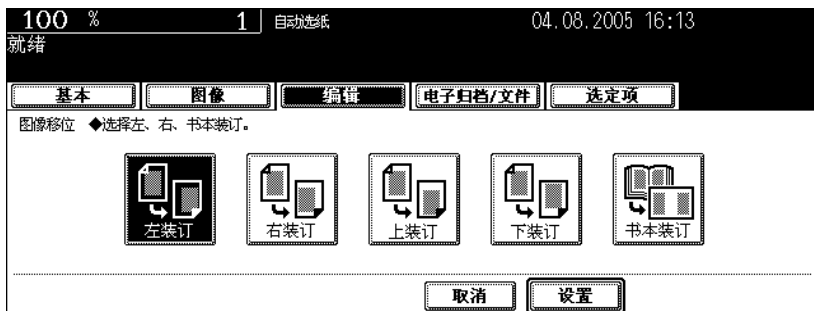 100 % 1 自动选纸 04.08.2005 16:13
就绪
基本 图像 编辑 电子归档/文件 选定项
图像移位 ◆选择左、右、书本装订。
左装订 右装订 上装订 下装订 书本装订
取消 设置